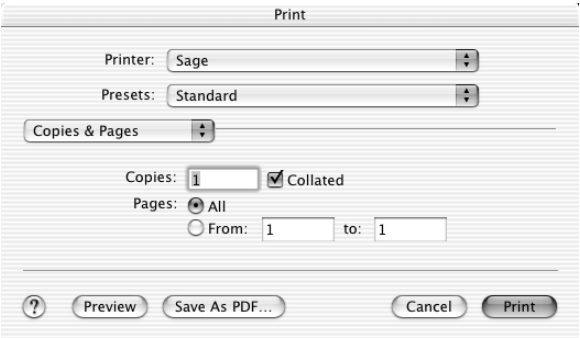 Print
Printer: Sage
Presets: Standard
Copies & Pages
Copies: 1 Collated
Pages: All
From: 1 to: 1
? Preview Save As PDF... Cancel Print